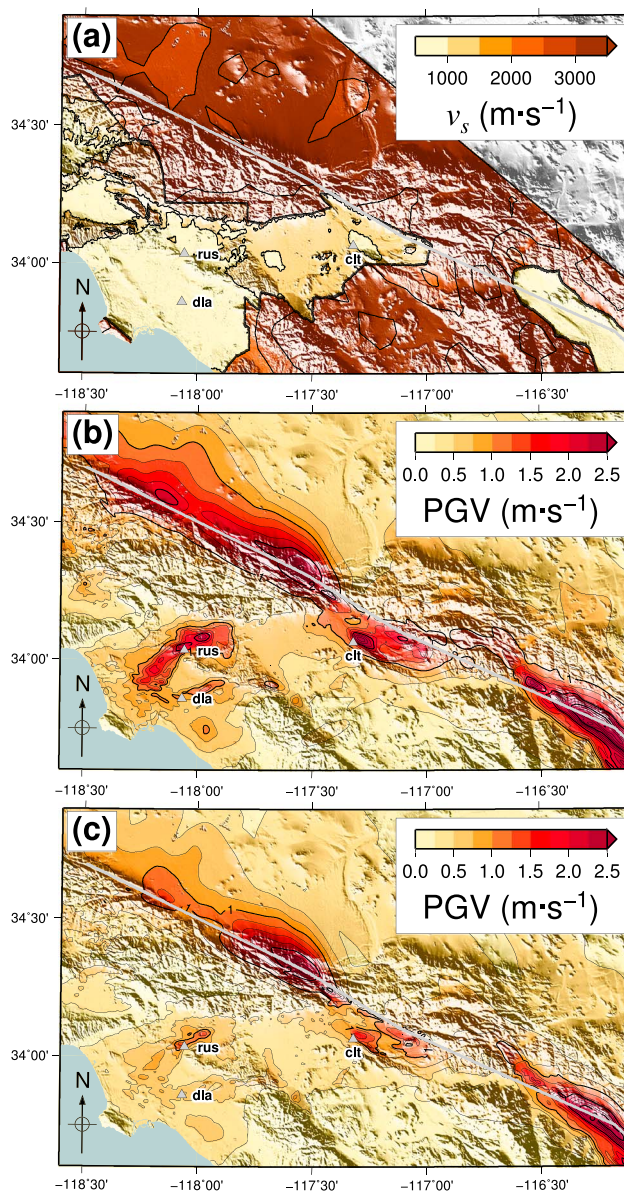 (a)
1000 2000 3000
vs (m·s−1)
34˚30'
34˚00'
rus
clt
dla
N
−118˚30' −118˚00' −117˚30' −117˚00' −116˚30'
(b)
0.0 0.5 1.0 1.5 2.0 2.5
PGV (m·s−1)
34˚30'
34˚00'
rus
clt
dla
N
−118˚30' −118˚00' −117˚30' −117˚00' −116˚30'
(c)
0.0 0.5 1.0 1.5 2.0 2.5
PGV (m·s−1)
1
34˚30'
34˚00'
rus
clt
dla
N
−118˚30' −118˚00' −117˚30' −117˚00' −116˚30'